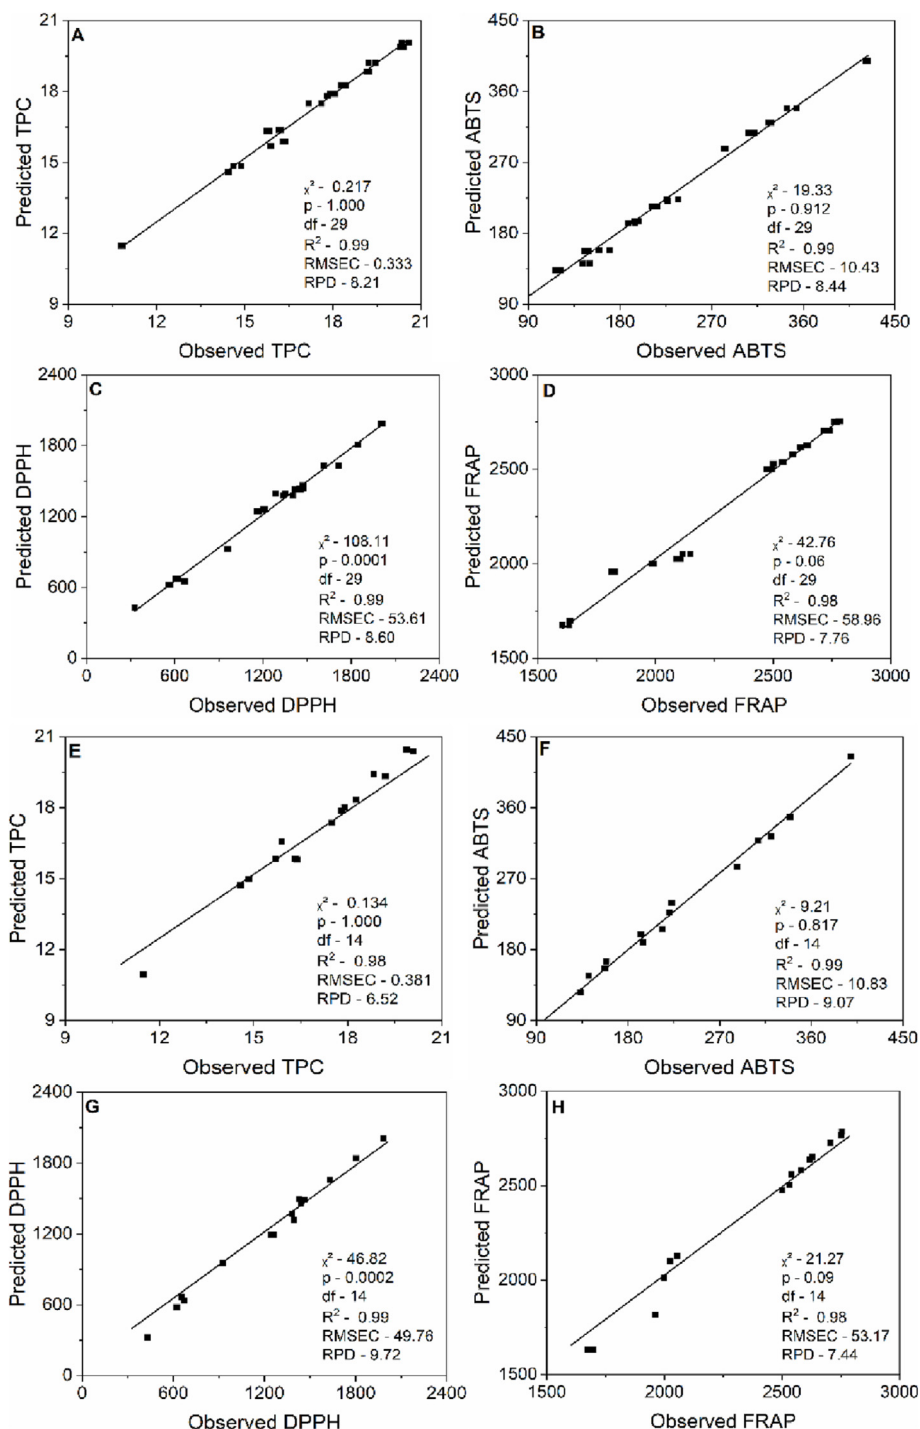 A
21
18
15
12
9
Predicted TPC
χ² - 0.217
p - 1.000
df - 29
R² - 0.99
RMSEC - 0.333
RPD - 8.21
9 12 15 18 21
Observed TPC
B
450
360
270
180
90
Predicted ABTS
χ² - 19.33
p - 0.912
df - 29
R² - 0.99
RMSEC - 10.43
RPD - 8.44
90 180 270 360 450
Observed ABTS
C
2400
1800
1200
600
0
Predicted DPPH
χ² - 108.11
p - 0.0001
df - 29
R² - 0.99
RMSEC - 53.61
RPD - 8.60
0 600 1200 1800 2400
Observed DPPH
D
3000
2500
2000
1500
Predicted FRAP
χ² - 42.76
p - 0.06
df - 29
R² - 0.98
RMSEC - 58.96
RPD - 7.76
1500 2000 2500 3000
Observed FRAP
E
21
18
15
12
9
Predicted TPC
χ² - 0.134
p - 1.000
df - 14
R² - 0.98
RMSEC - 0.381
RPD - 6.52
9 12 15 18 21
Observed TPC
F
450
360
270
180
90
Predicted ABTS
χ² - 9.21
p - 0.817
df - 14
R² - 0.99
RMSEC - 10.83
RPD - 9.07
90 180 270 360 450
Observed ABTS
G
2400
1800
1200
600
0
Predicted DPPH
χ² - 46.82
p - 0.0002
df - 14
R² - 0.99
RMSEC - 49.76
RPD - 9.72
0 600 1200 1800 2400
Observed DPPH
H
3000
2500
2000
1500
Predicted FRAP
χ² - 21.27
p - 0.09
df - 14
R² - 0.98
RMSEC - 53.17
RPD - 7.44
1500 2000 2500 3000
Observed FRAP